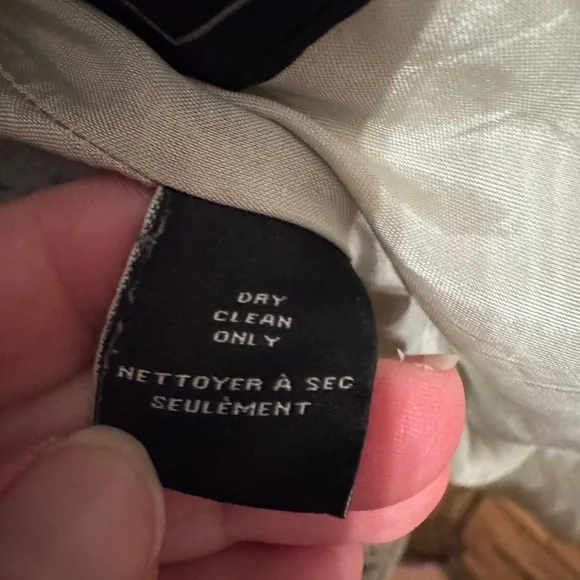 DRY
CLEAN
ONLY
NETTOYER À SEC
SEULÈMENT